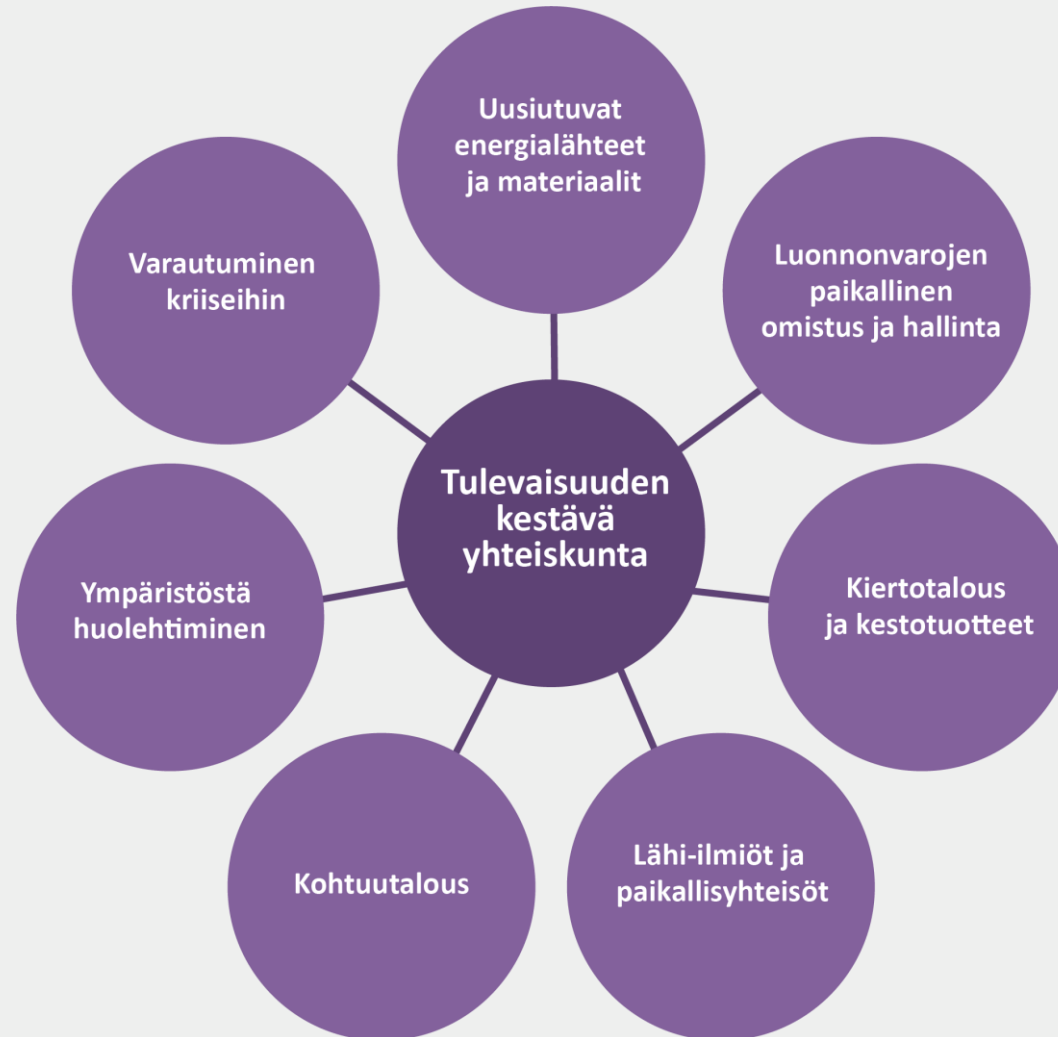 Uusiutuvat
energialähteet
ja materiaalit
Luonnonvarojen
paikallinen
omistus ja hallinta
Kiertotalous
ja kestotuotteet
Lähi-ilmiöt ja
paikallisyhteisöt
Kohtuutalous
Ympäristöstä
huolehtiminen
Varautuminen
kriiseihin
Tulevaisuuden
kestävä
yhteiskunta